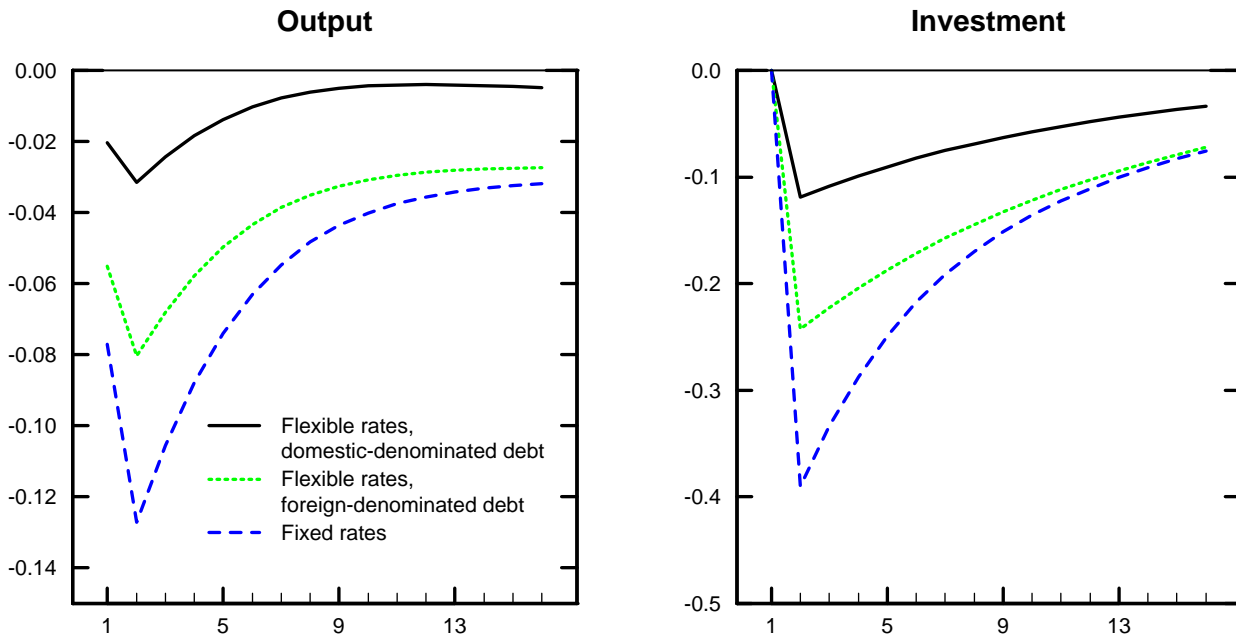 Output
0.00
-0.02
-0.04
-0.06
-0.08
-0.10
-0.12
-0.14
Flexible rates,
domestic-denominated debt
Flexible rates,
foreign-denominated debt
Fixed rates
1 5 9 13
Investment
0.0
-0.1
-0.2
-0.3
-0.4
-0.5
1 5 9 13